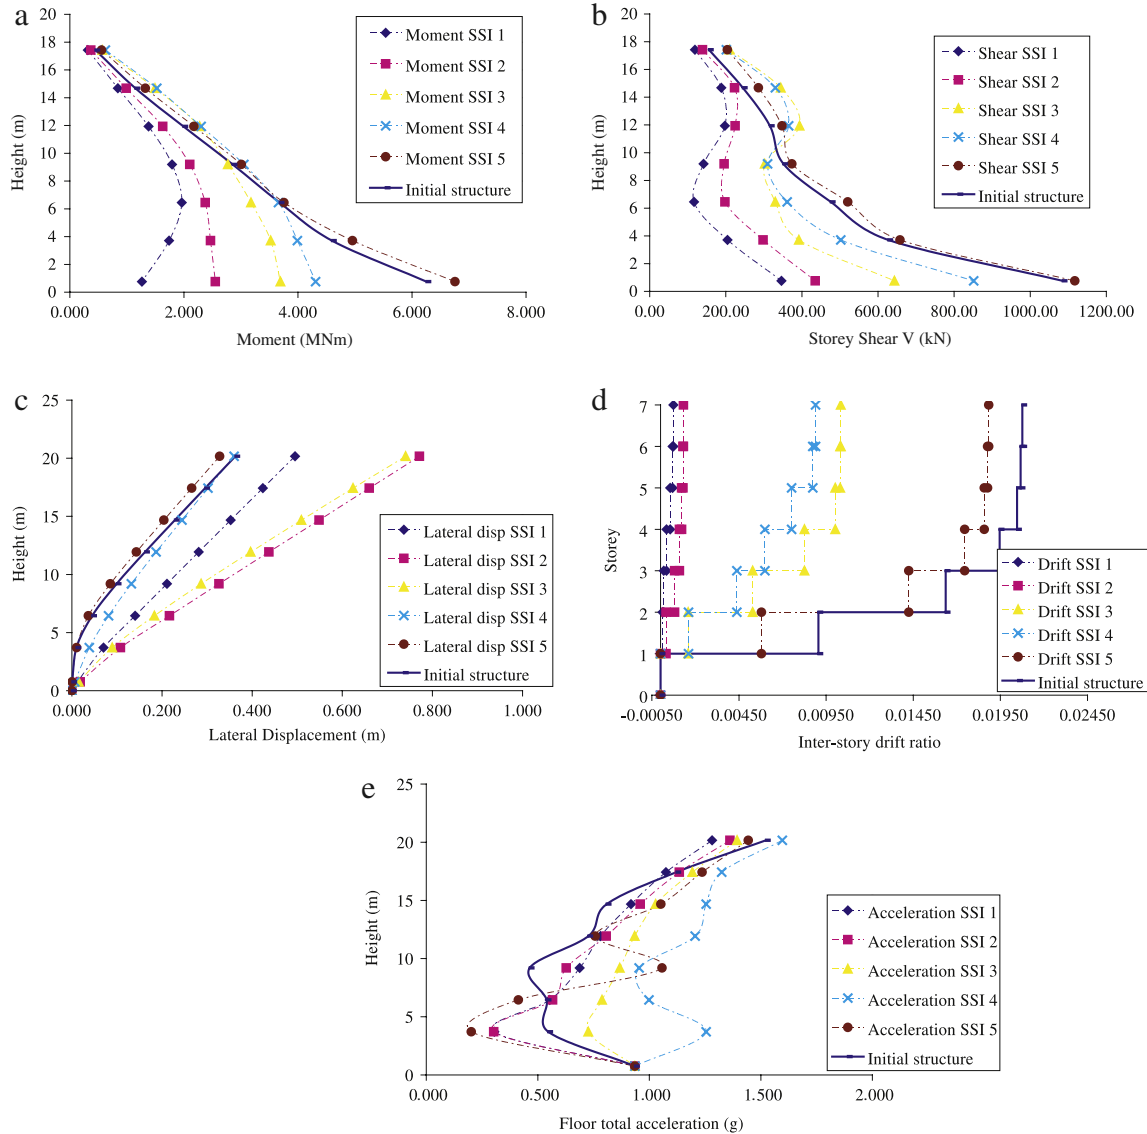 a
20
18
16
14
12
10
8
6
4
2
0
Height (m)
0.000 2.000 4.000 6.000 8.000
Moment (MNm)
Moment SSI 1
Moment SSI 2
Moment SSI 3
Moment SSI 4
Moment SSI 5
Initial structure
b
20
18
16
14
12
10
8
6
4
2
0
Height (m)
0.00 200.00 400.00 600.00 800.00 1000.00 1200.00
Storey Shear V (kN)
Shear SSI 1
Shear SSI 2
Shear SSI 3
Shear SSI 4
Shear SSI 5
Initial structure
c
25
20
15
10
5
0
Height (m)
0.000 0.200 0.400 0.600 0.800 1.000
Lateral Displacement (m)
Lateral disp SSI 1
Lateral disp SSI 2
Lateral disp SSI 3
Lateral disp SSI 4
Lateral disp SSI 5
Initial structure
d
7
6
5
4
3
2
1
0
Storey
-0.00050 0.00450 0.00950 0.01450 0.01950 0.02450
Inter-story drift ratio
Drift SSI 1
Drift SSI 2
Drift SSI 3
Drift SSI 4
Drift SSI 5
Initial structure
e
25
20
15
10
5
0
Height (m)
0.000 0.500 1.000 1.500 2.000
Floor total acceleration (g)
Acceleration SSI 1
Acceleration SSI 2
Acceleration SSI 3
Acceleration SSI 4
Acceleration SSI 5
Initial structure